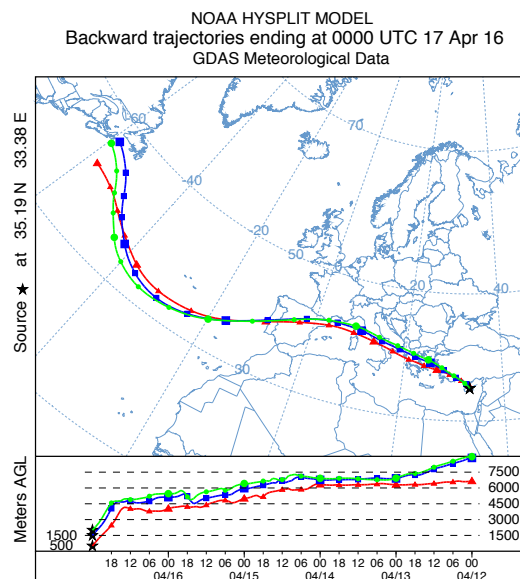 NOAA HYSPLIT MODEL
Backward trajectories ending at 0000 UTC 17 Apr 16
GDAS Meteorological Data
Source ★ at 35.19 N 33.38 E
-60
70
-40
-20
50
0
20
40
30
Meters AGL
7500
6000
4500
3000
1500
1500
500
18 12 06 00 18 12 06 00 18 12 06 00 18 12 06 00 18 12 06 00
04/16 04/15 04/14 04/13 04/12